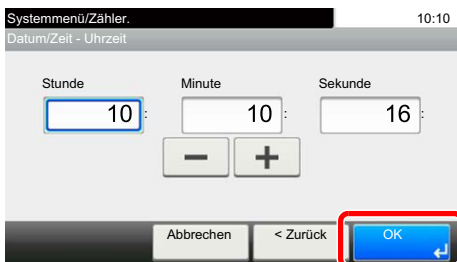 Systemmenü/Zähler. 10:10
Datum/Zeit - Uhrzeit
Stunde Minute Sekunde
10 : 10 : 16 :
− +
Abbrechen < Zurück OK